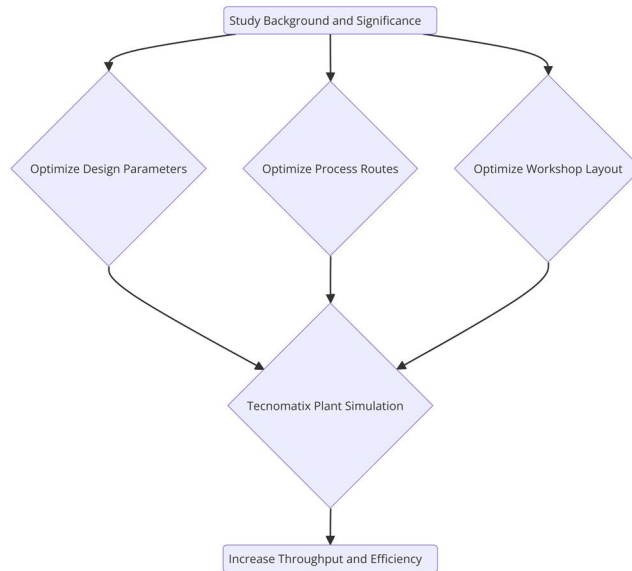 Study Background and Significance
Optimize Design Parameters
Optimize Process Routes
Optimize Workshop Layout
Tecnomatix Plant Simulation
Increase Throughput and Efficiency